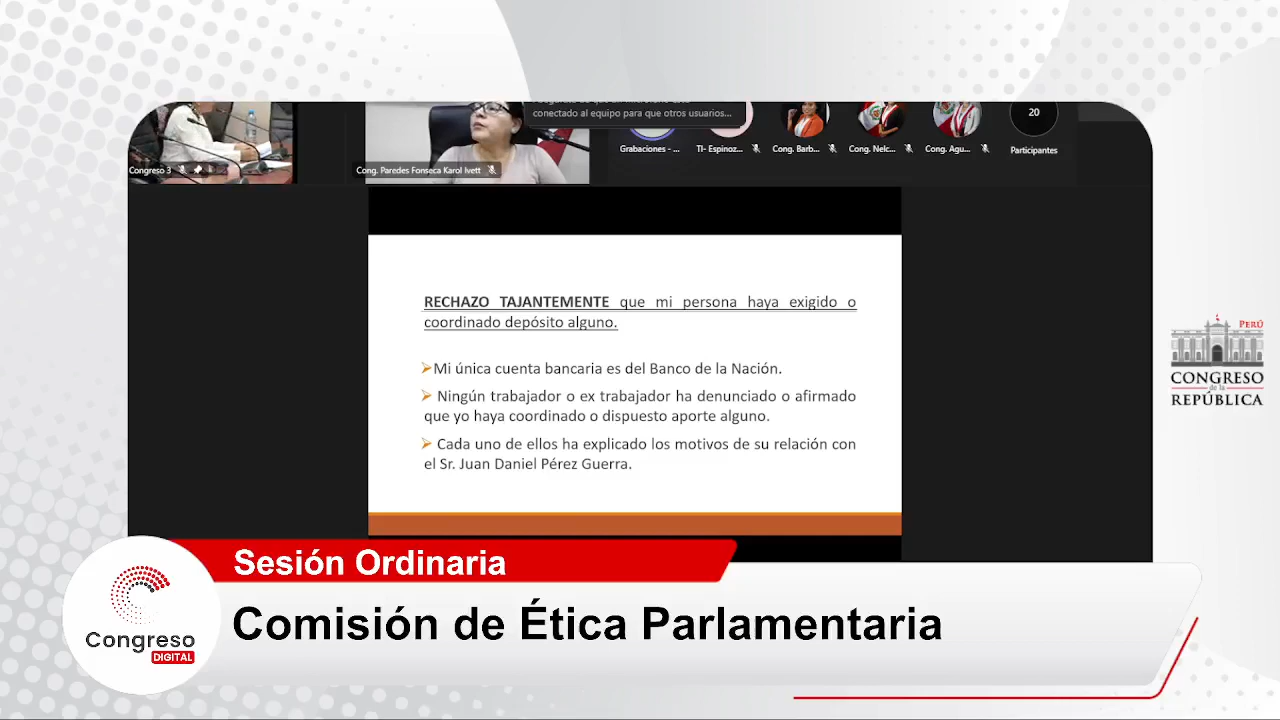 conectado al equipo para que otros usuarios...
20
Congreso 3
Cong. Paredes Fonseca Karol Ivett
Grabaciones - ...
TI- Espinoz...
Cong. Barb...
Cong. Nelc...
Cong. Agu...
Participantes
RECHAZO TAJANTEMENTE que mi persona haya exigido o
coordinado depósito alguno.
Mi única cuenta bancaria es del Banco de la Nación.
Ningún trabajador o ex trabajador ha denunciado o afirmado
que yo haya coordinado o dispuesto aporte alguno.
Cada uno de ellos ha explicado los motivos de su relación con
el Sr. Juan Daniel Pérez Guerra.
PERÚ
CONGRESO
de la
REPÚBLICA
Sesión Ordinaria
Comisión de Ética Parlamentaria
Congreso
DIGITAL